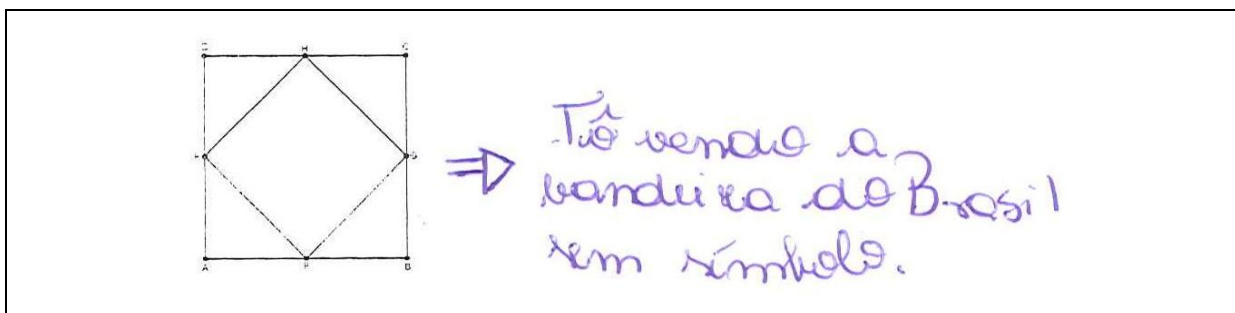 D H C
G
A F B
Tô vendo a
bandeira do Brasil
sem símbolo.